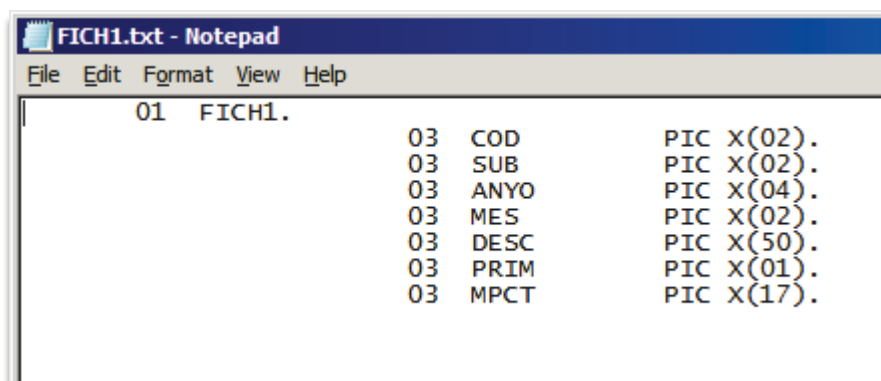 FICH1.txt - Notepad
File Edit Format View Help
01 FICH1.
03 COD PIC X(02).
03 SUB PIC X(02).
03 ANYO PIC X(04).
03 MES PIC X(02).
03 DESC PIC X(50).
03 PRIM PIC X(01).
03 MPCT PIC X(17).